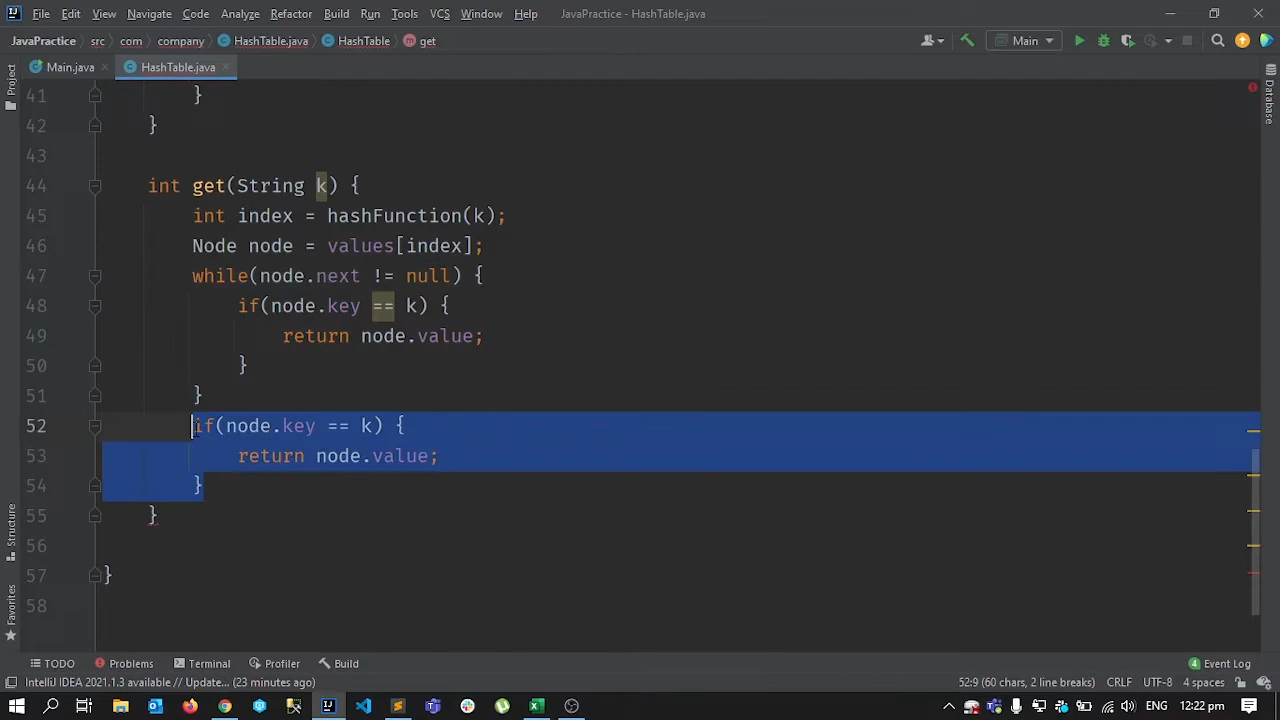 File Edit View Navigate Code Analyze Refactor Build Run Tools VCS Window Help JavaPractice - HashTable.java
JavaPractice src com company HashTable.java HashTable get Main
Main.java HashTable.java
Project
Database
41 }
42 }
43
44 int get(String k) {
45 int index = hashFunction(k);
46 Node node = values[index];
47 while(node.next != null) {
48 if(node.key == k) {
49 return node.value;
50 }
51 }
52 if(node.key == k) {
53 return node.value;
54 }
55 }
56
57 }
58
Structure
Favorites
TODO Problems Terminal Profiler Build 4 Event Log
IntelliJ IDEA 2021.1.3 available // Update... (23 minutes ago) 52:9 (60 chars, 2 line breaks) CRLF UTF-8 4 spaces
ENG 12:22 pm